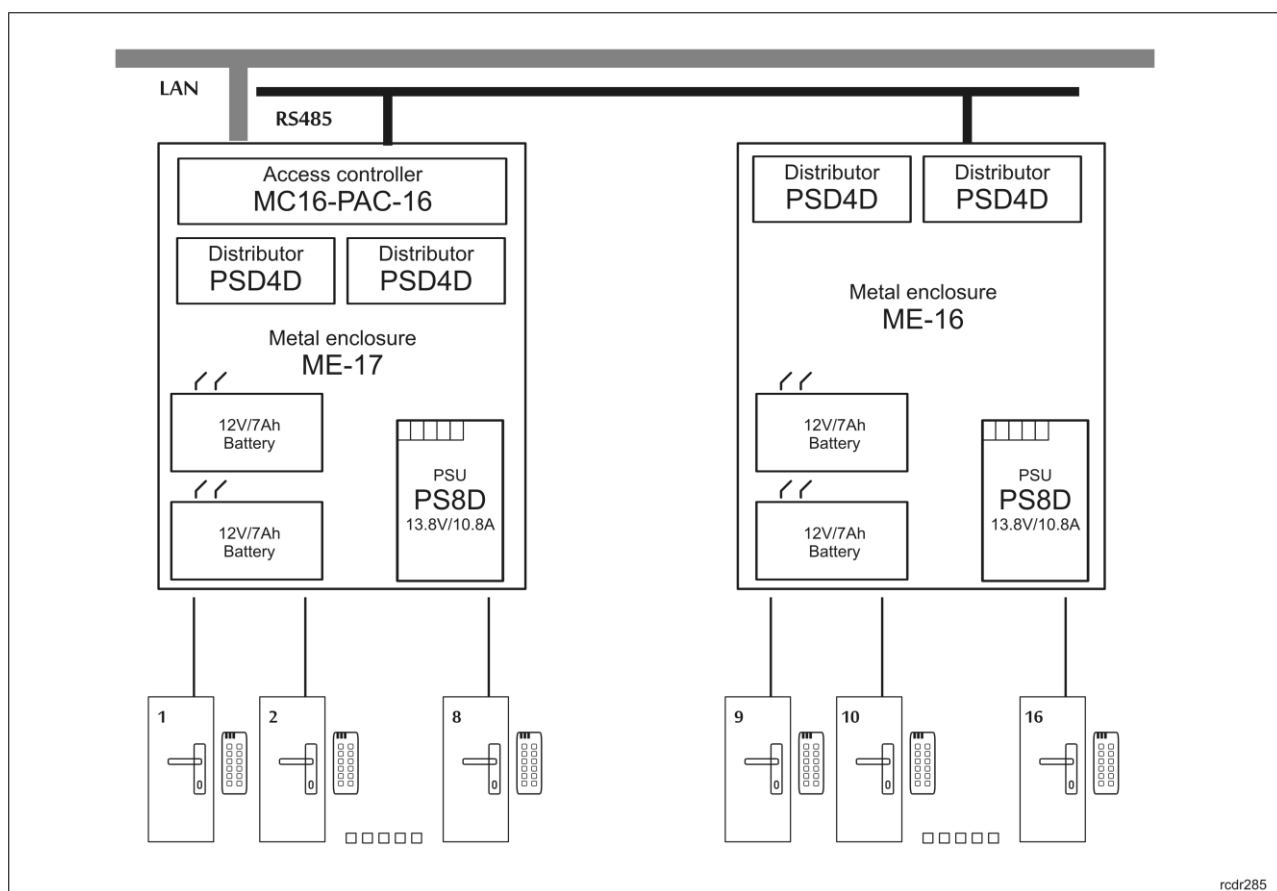 LAN
RS485
Access controller
MC16-PAC-16
Distributor
PSD4D
Distributor
PSD4D
Metal enclosure
ME-17
12V/7Ah
Battery
12V/7Ah
Battery
PSU
PS8D
13.8V/10.8A
Distributor
PSD4D
Distributor
PSD4D
Metal enclosure
ME-16
12V/7Ah
Battery
12V/7Ah
Battery
PSU
PS8D
13.8V/10.8A
1
2
8
9
10
16
rcdr285